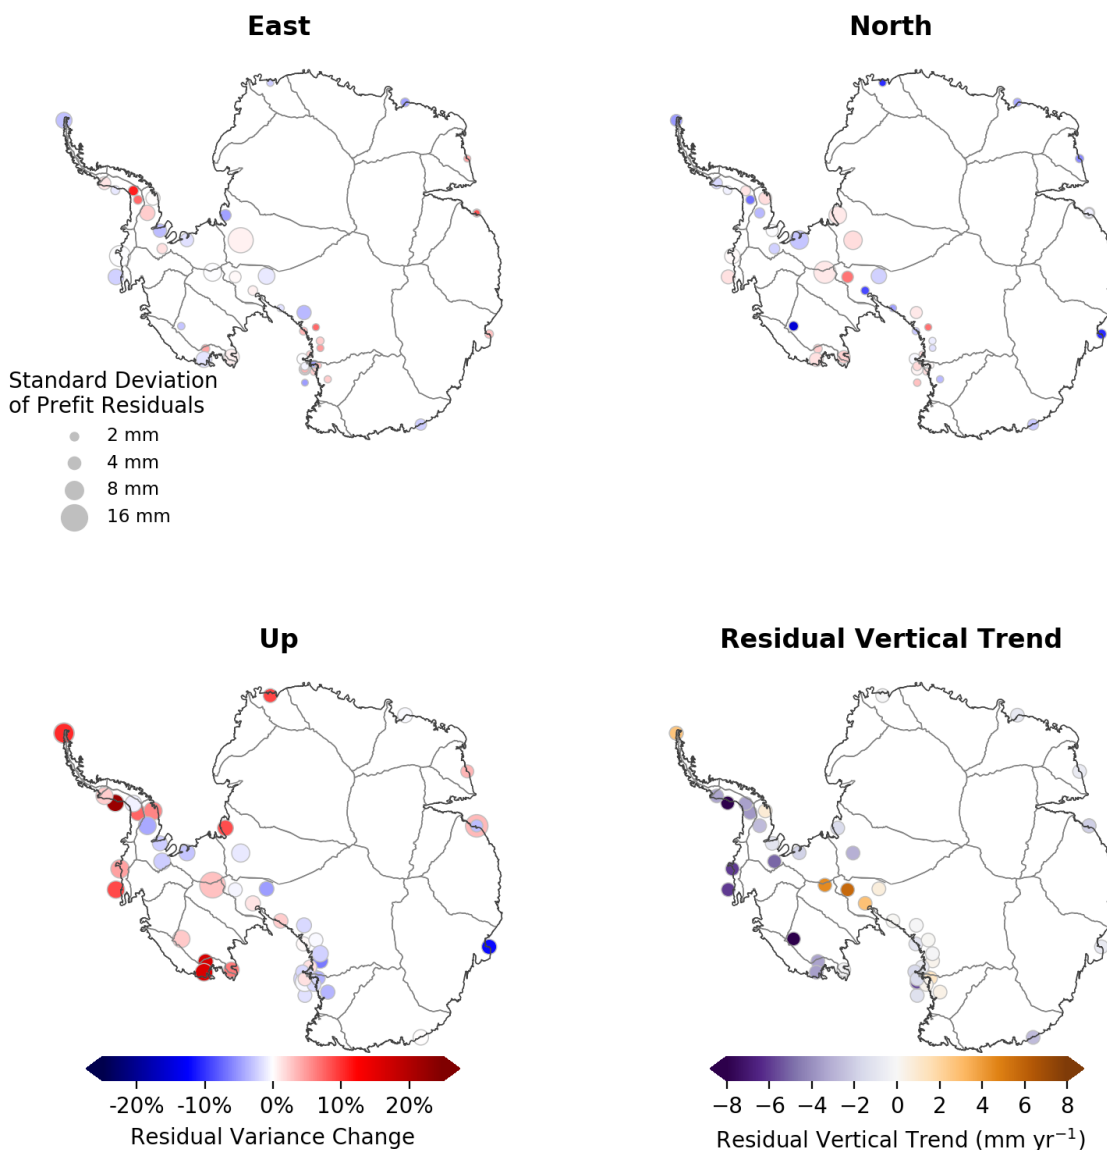 East
North
Standard Deviation
of Prefit Residuals
2 mm
4 mm
8 mm
16 mm
Up
Residual Vertical Trend
-20% -10% 0% 10% 20%
Residual Variance Change
−8 −6 −4 −2 0 2 4 6 8
Residual Vertical Trend (mm yr⁻¹)